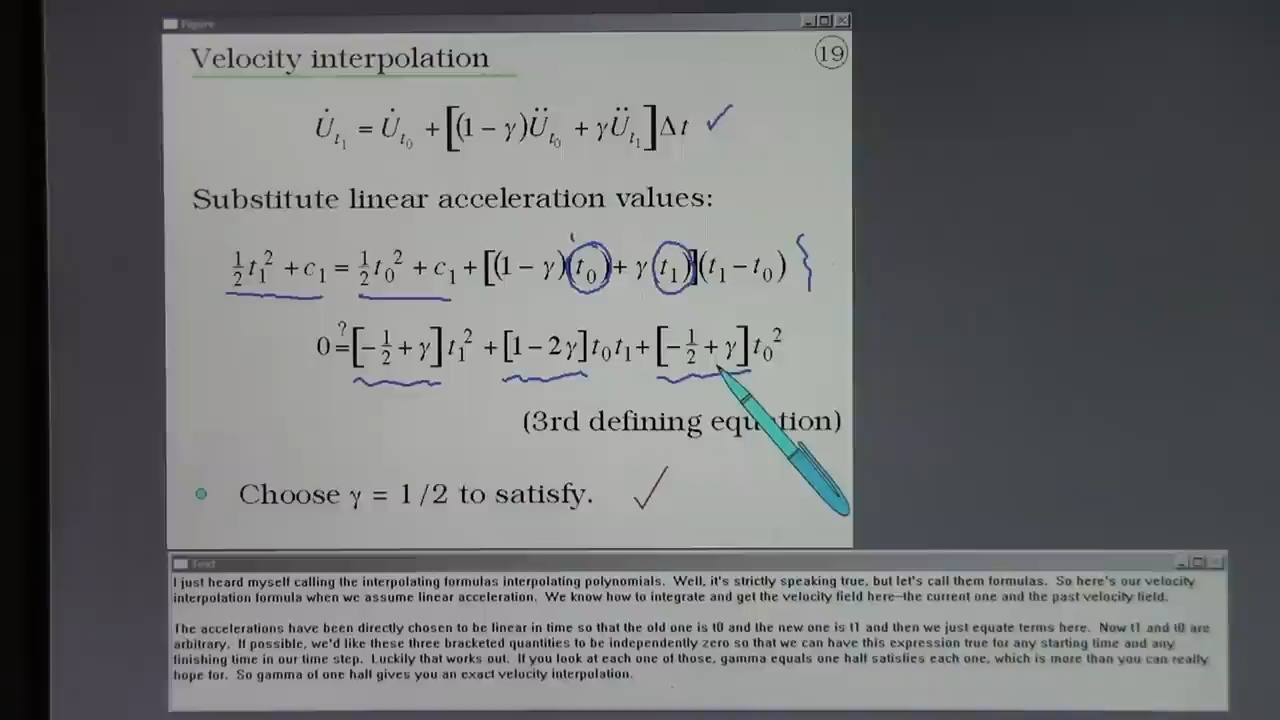 Figure
Velocity interpolation
19
U̇_{t₁} = U̇_{t₀} + [(1 − γ)Ü_{t₀} + γÜ_{t₁}]Δt ✓
Substitute linear acceleration values:
½t₁² + c₁ = ½t₀² + c₁ + [(1 − γ)(t₀) + γ(t₁)](t₁ − t₀)
0 ≟ [−½ + γ]t₁² + [1 − 2γ]t₀t₁ + [−½ + γ]t₀²
(3rd defining equation)
Choose γ = 1/2 to satisfy. ✓
Text
I just heard myself calling the interpolating formulas interpolating polynomials. Well, it's strictly speaking true, but let's call them formulas. So here's our velocity
interpolation formula when we assume linear acceleration. We know how to integrate and get the velocity field here--the current one and the past velocity field.
The accelerations have been directly chosen to be linear in time so that the old one is t0 and the new one is t1 and then we just equate terms here. Now t1 and t0 are
arbitrary. If possible, we'd like these three bracketed quantities to be independently zero so that we can have this expression true for any starting time and any
finishing time in our time step. Luckily that works out. If you look at each one of those, gamma equals one half satisfies each one, which is more than you can really
hope for. So gamma of one half gives you an exact velocity interpolation.